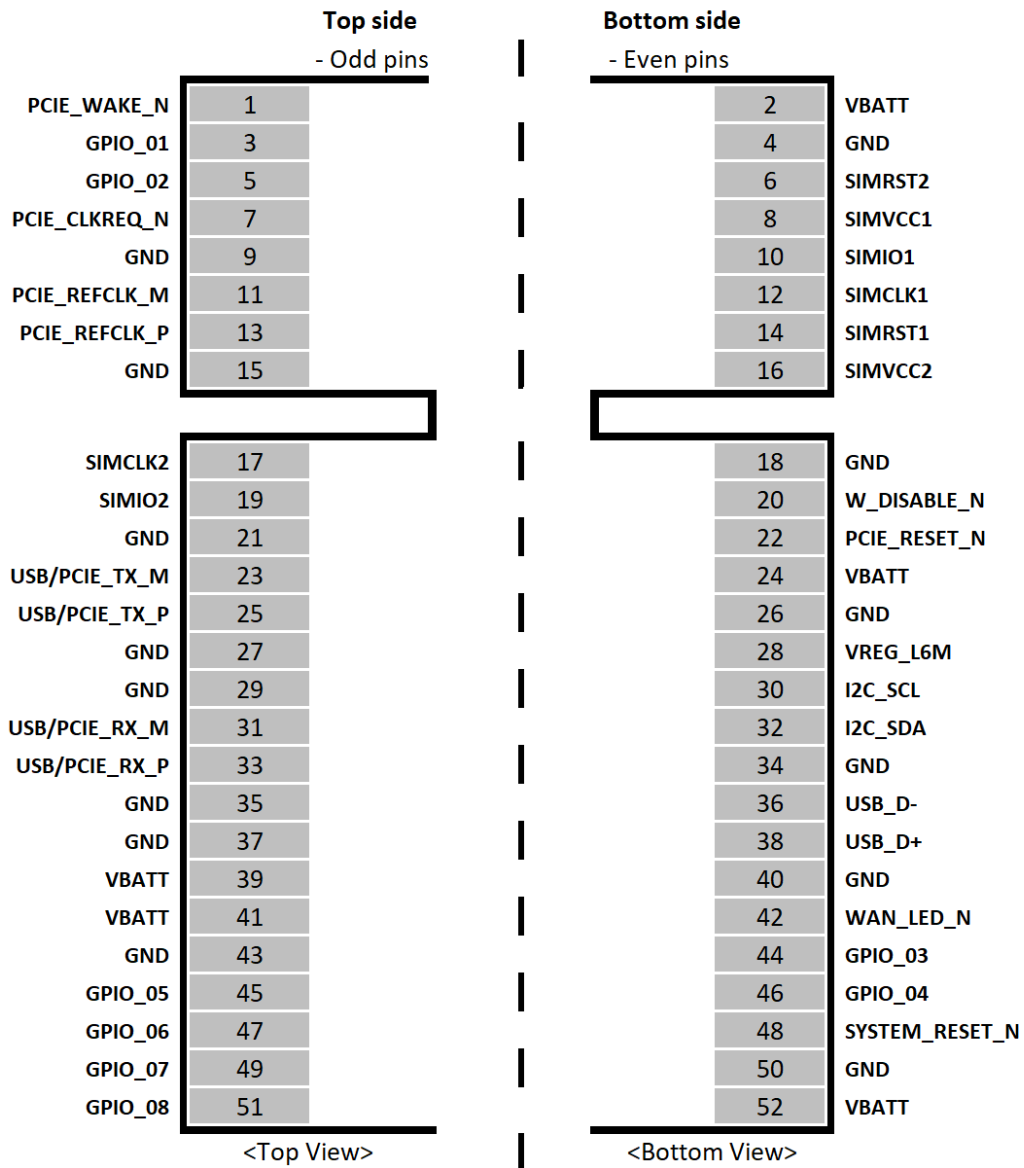 Top side Bottom side
- Odd pins - Even pins
PCIE_WAKE_N 1 2 VBATT
GPIO_01 3 4 GND
GPIO_02 5 6 SIMRST2
PCIE_CLKREQ_N 7 8 SIMVCC1
GND 9 10 SIMIO1
PCIE_REFCLK_M 11 12 SIMCLK1
PCIE_REFCLK_P 13 14 SIMRST1
GND 15 16 SIMVCC2
SIMCLK2 17 18 GND
SIMIO2 19 20 W_DISABLE_N
GND 21 22 PCIE_RESET_N
USB/PCIE_TX_M 23 24 VBATT
USB/PCIE_TX_P 25 26 GND
GND 27 28 VREG_L6M
GND 29 30 I2C_SCL
USB/PCIE_RX_M 31 32 I2C_SDA
USB/PCIE_RX_P 33 34 GND
GND 35 36 USB_D-
GND 37 38 USB_D+
VBATT 39 40 GND
VBATT 41 42 WAN_LED_N
GND 43 44 GPIO_03
GPIO_05 45 46 GPIO_04
GPIO_06 47 48 SYSTEM_RESET_N
GPIO_07 49 50 GND
GPIO_08 51 52 VBATT
<Top View> <Bottom View>